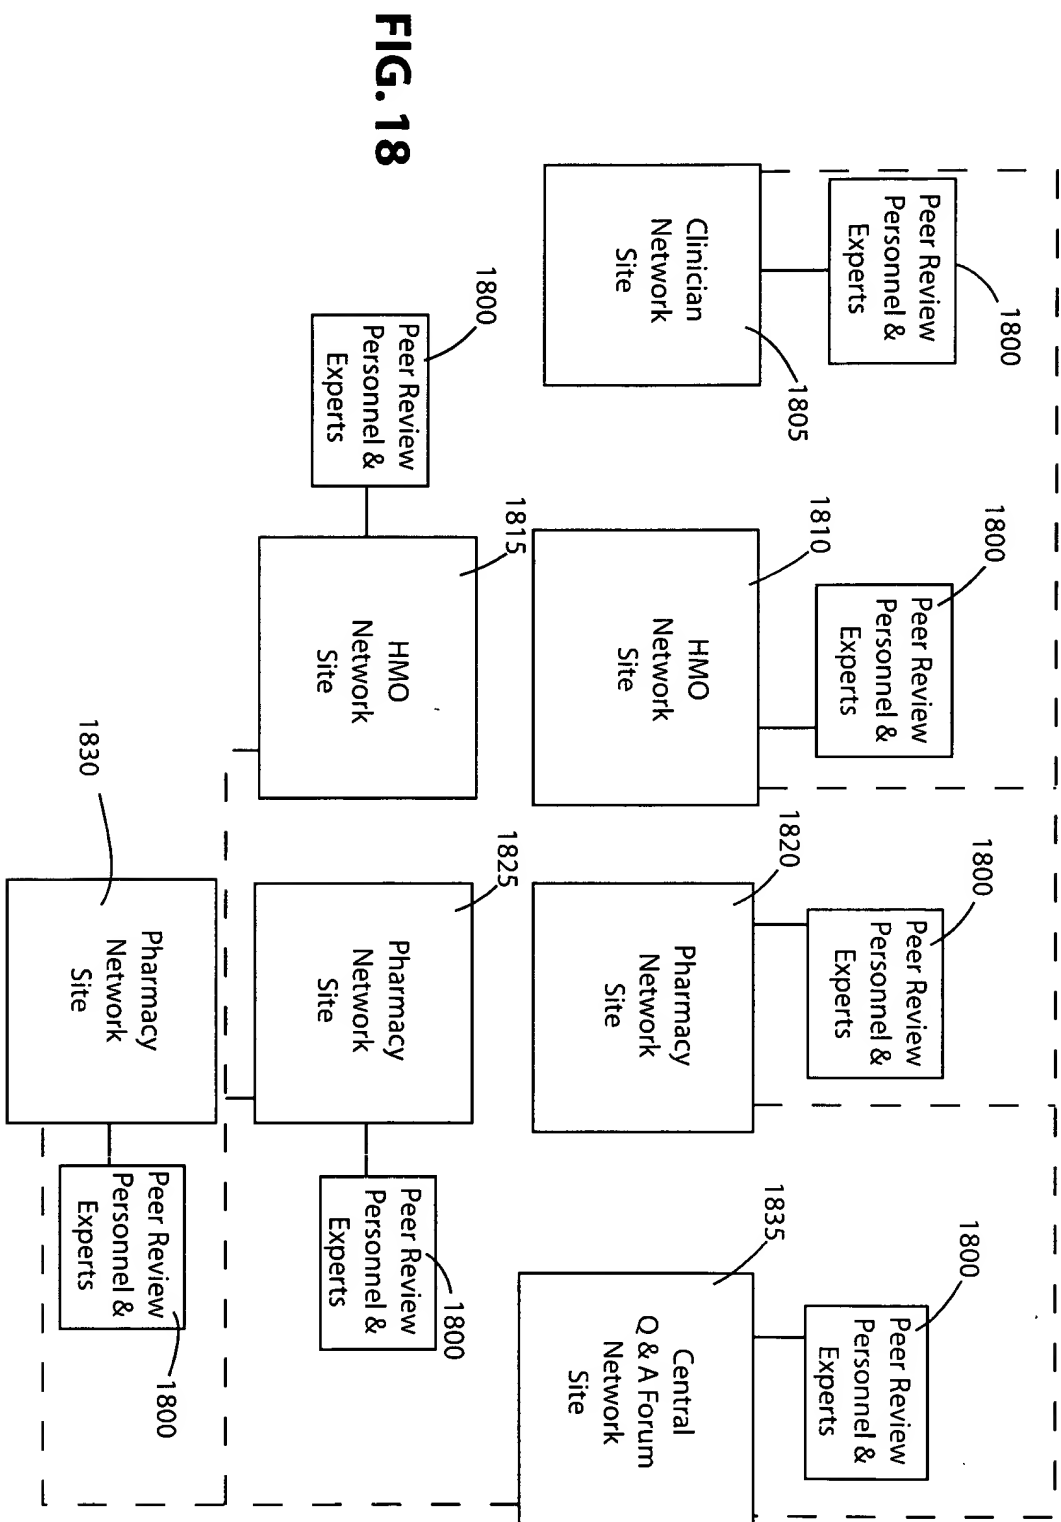 1800
Peer Review
Personnel &
Experts
Clinician
Network
Site
1805
1800
Peer Review
Personnel &
Experts
1810
HMO
Network
Site
1800
Peer Review
Personnel &
Experts
1820
Pharmacy
Network
Site
1800
Peer Review
Personnel &
Experts
1835
Central
Q & A Forum
Network
Site
1800
Peer Review
Personnel &
Experts
1815
HMO
Network
Site
1825
Pharmacy
Network
Site
Peer Review
Personnel &
Experts
1800
1830
Pharmacy
Network
Site
Peer Review
Personnel &
Experts
1800
FIG. 18